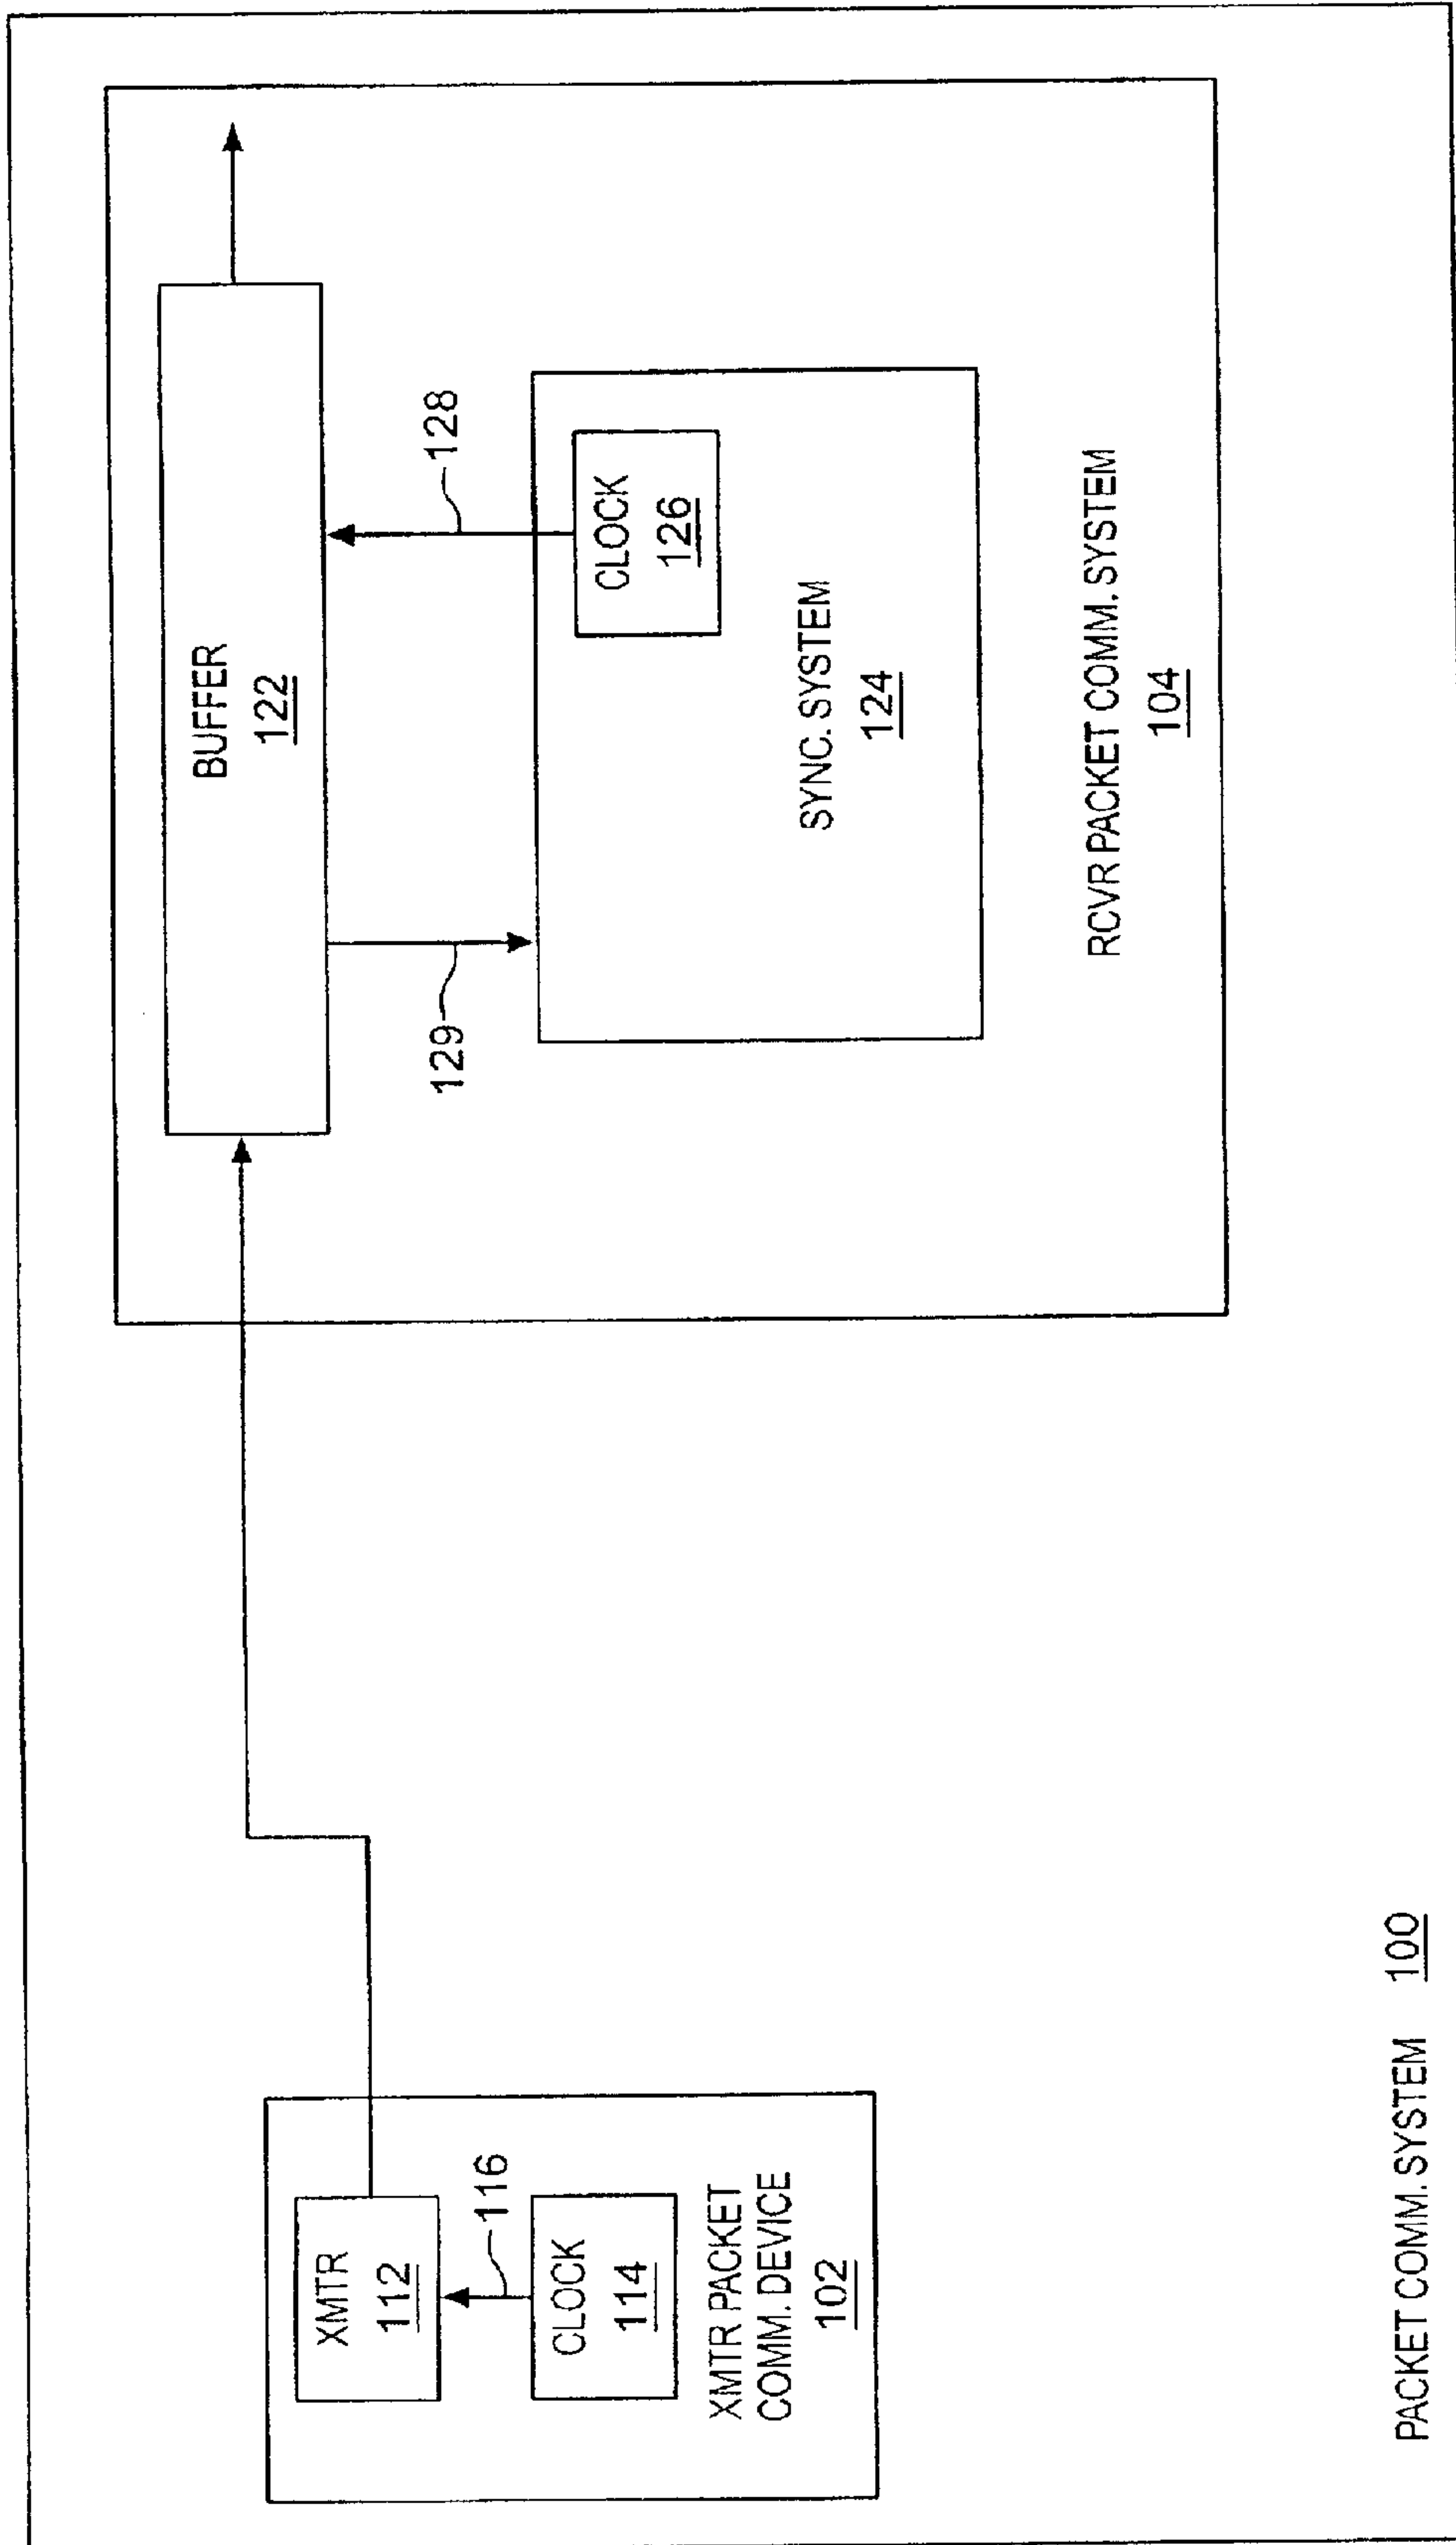 BUFFER
122
128
129
CLOCK
126
SYNC. SYSTEM
124
RCVR PACKET COMM. SYSTEM
104
XMTR
112
116
CLOCK
114
XMTR PACKET
COMM. DEVICE
102
PACKET COMM. SYSTEM 100